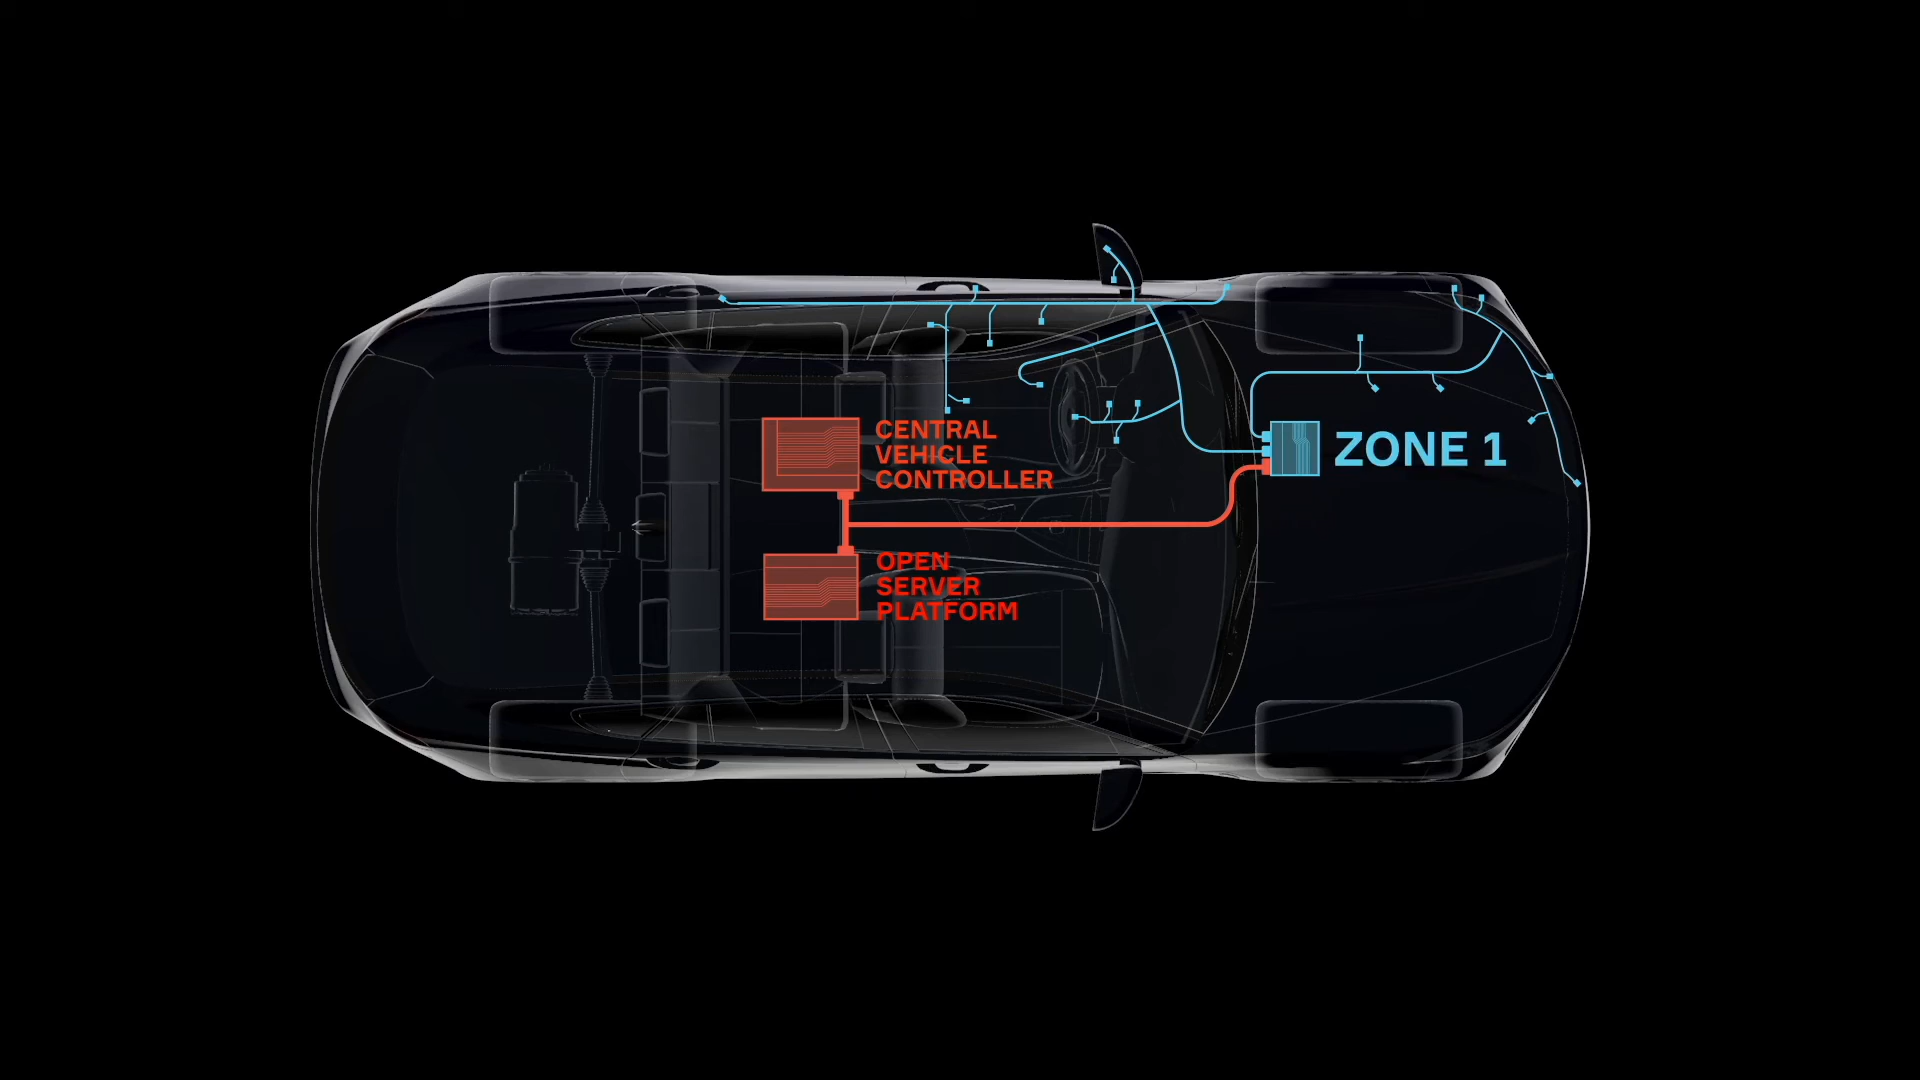 CENTRAL
VEHICLE
CONTROLLER
ZONE 1
OPEN
SERVER
PLATFORM